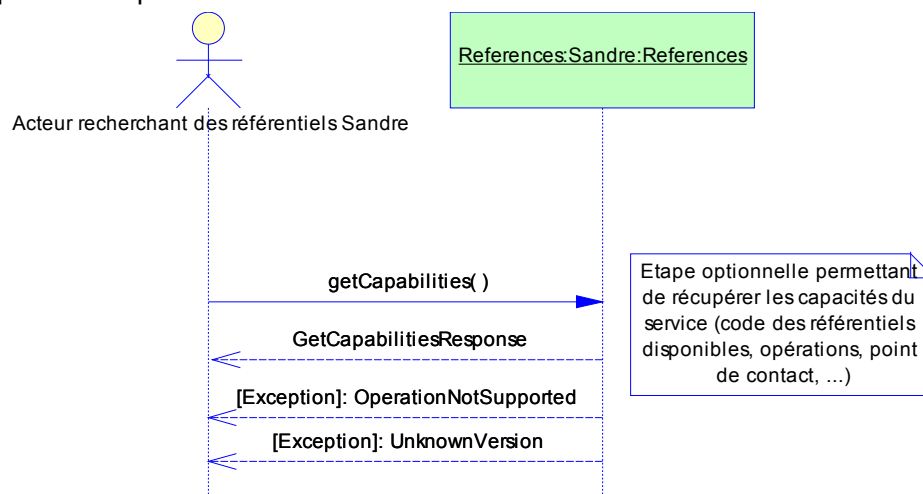 References:Sandre:References
Acteur recherchant des référentiels Sandre
getCapabilities( )
GetCapabilitiesResponse
[Exception]: OperationNotSupported
[Exception]: UnknownVersion
Etape optionnelle permettant
de récupérer les capacités du
service (code des référentiels
disponibles, opérations, point
de contact, ...)